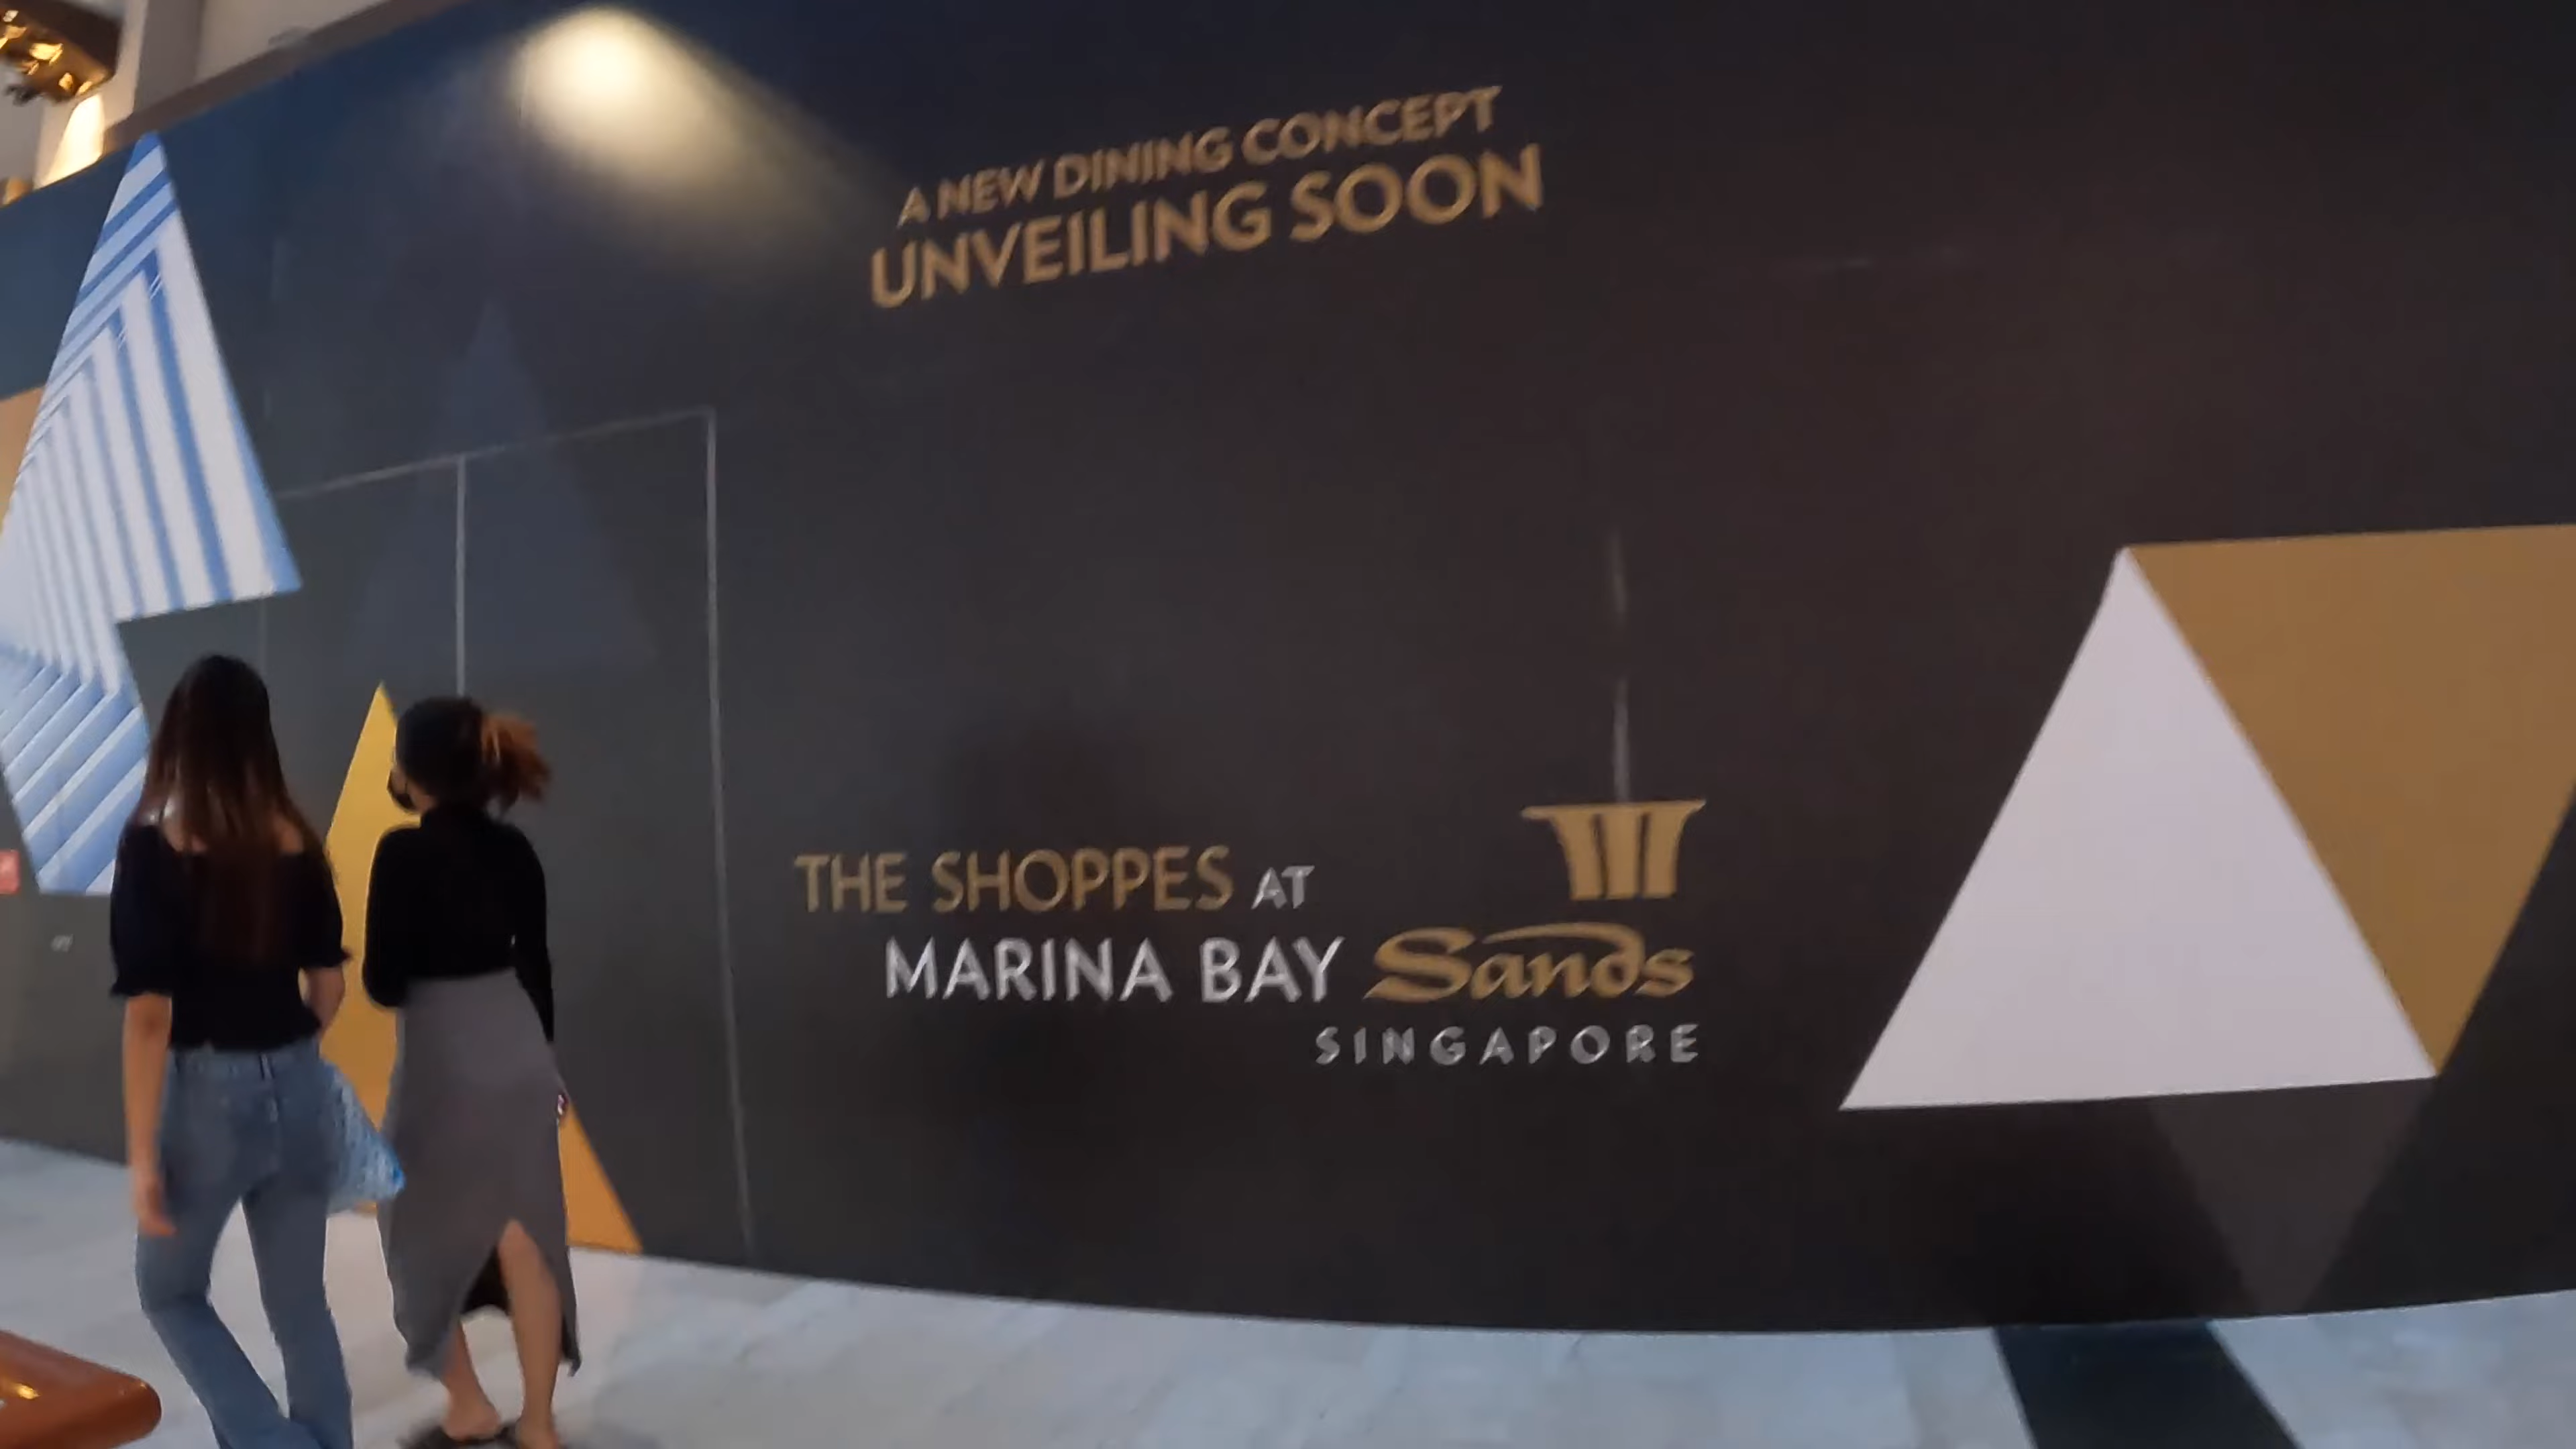 A NEW DINING CONCEPT
UNVEILING SOON
THE SHOPPES AT
MARINA BAY Sands
SINGAPORE